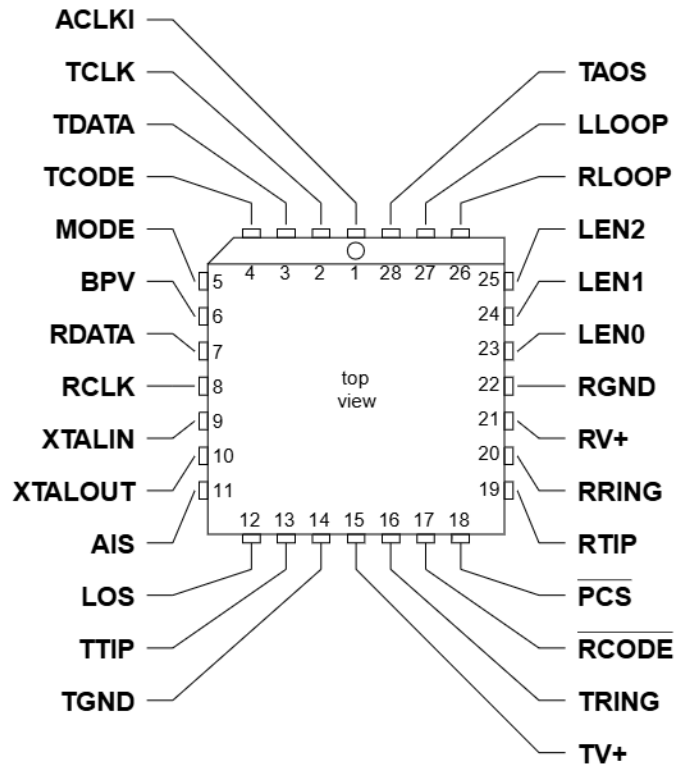 ACLKI
TCLK
TDATA
TCODE
MODE
BPV
RDATA
RCLK
XTALIN
XTALOUT
AIS
LOS
TTIP
TGND
TAOS
LLOOP
RLOOP
LEN2
LEN1
LEN0
RGND
RV+
RRING
RTIP
PCS
RCODE
TRING
TV+
4 3 2 1 28 27 26
5
6
7
8
9
10
11
25
24
23
22
21
20
19
top
view
12 13 14 15 16 17 18